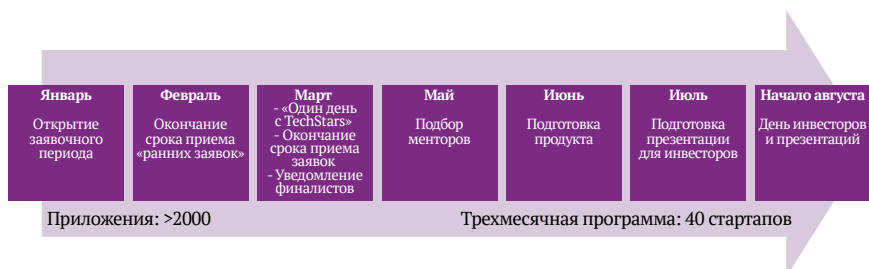 Январь
Открытие
заявочного
периода
Февраль
Окончание
срока приема
«ранних заявок»
Март
- «Один день
с TechStars»
- Окончание
срока приема
заявок
- Уведомление
финалистов
Май
Подбор
менторов
Июнь
Подготовка
продукта
Июль
Подготовка
презентации
для инвесторов
Начало августа
День инвесторов
и презентаций
Приложения: >2000
Трехмесячная программа: 40 стартапов